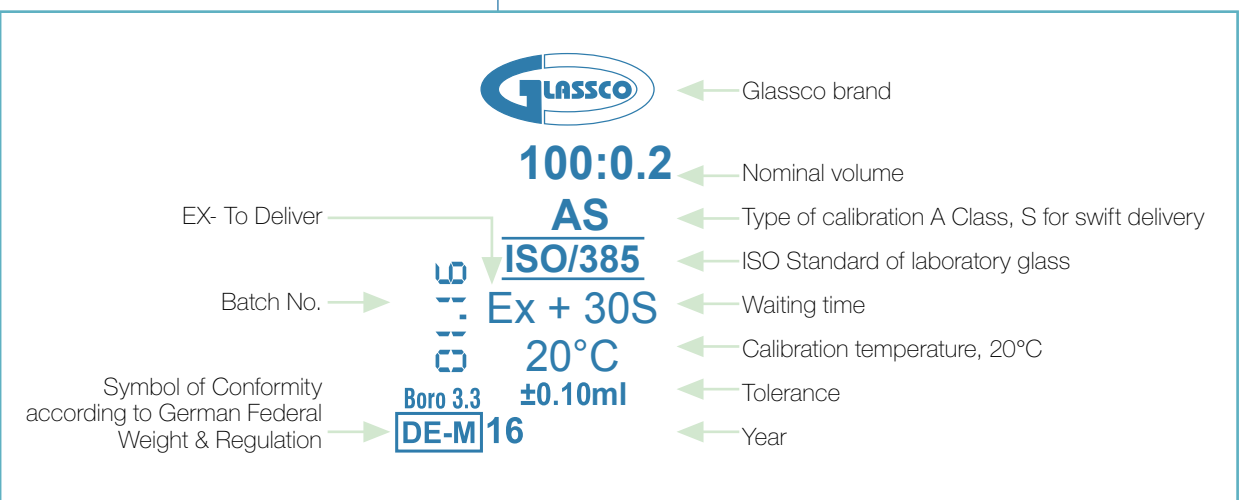 GLASSCO
Glassco brand
100:0.2
Nominal volume
EX- To Deliver
AS
Type of calibration A Class, S for swift delivery
ISO/385
ISO Standard of laboratory glass
Batch No.
01.16
Ex + 30S
Waiting time
20°C
Calibration temperature, 20°C
Symbol of Conformity
according to German Federal
Weight & Regulation
Boro 3.3
±0.10ml
Tolerance
DE-M 16
Year